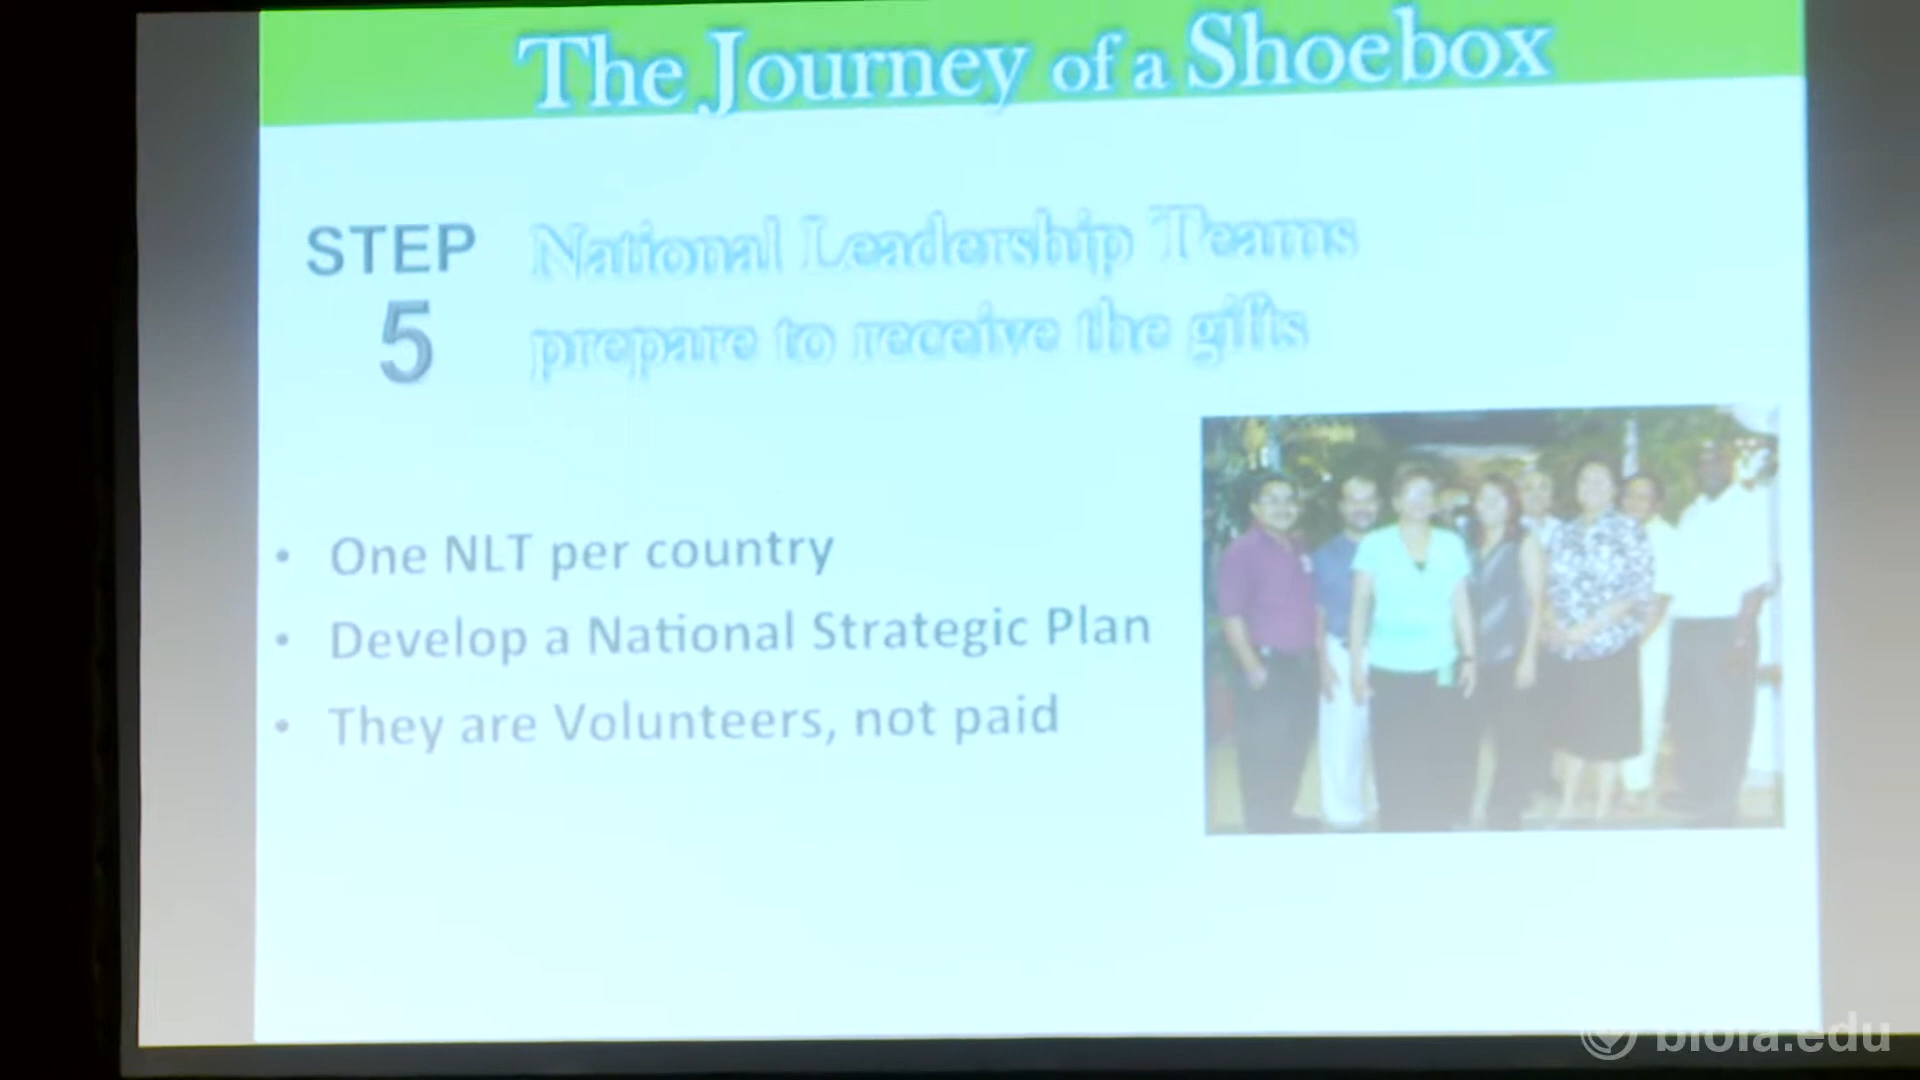 The Journey of a Shoebox
STEP
5
National Leadership Teams
prepare to receive the gifts
• One NLT per country
• Develop a National Strategic Plan
• They are Volunteers, not paid
biola.edu